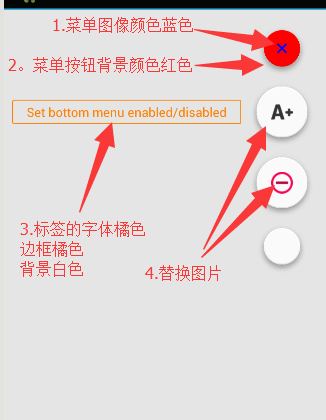 1.菜单图像颜色蓝色
2。菜单按钮背景颜色红色
Set bottom menu enabled/disabled
A+
3.标签的字体橘色
边框橘色
背景白色
4.替换图片